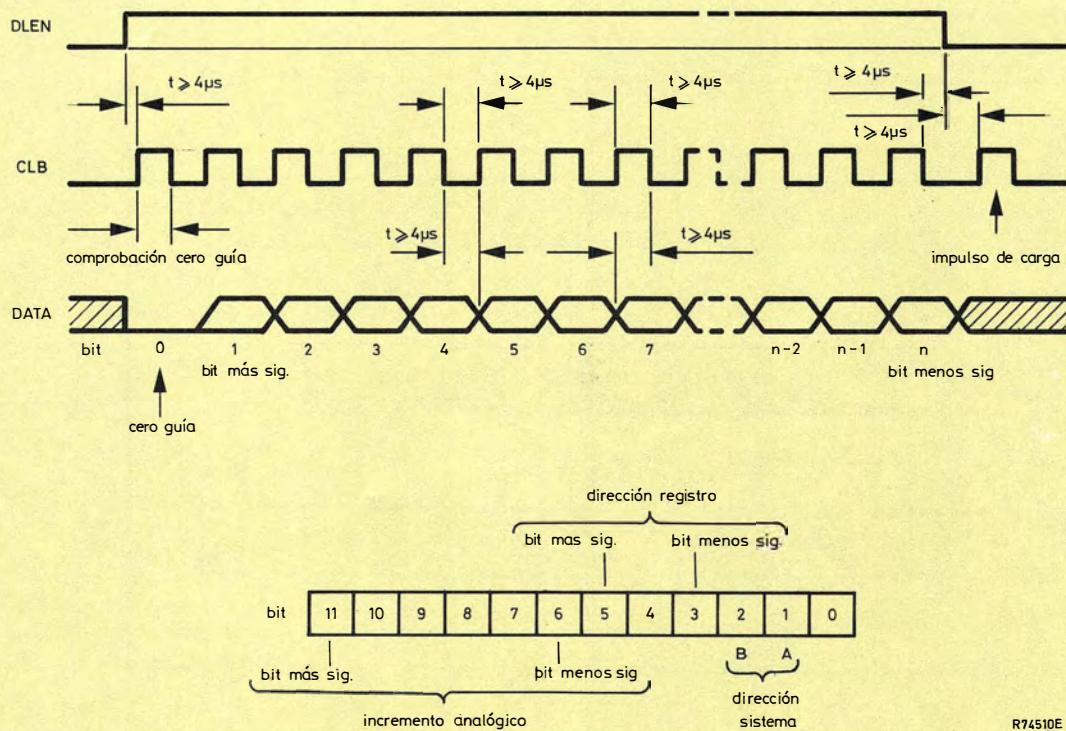 DLEN
t ⩾ 4µs t ⩾ 4µs t ⩾ 4µs t ⩾ 4µs
t ⩾ 4µs
CLB
t ⩾ 4µs t ⩾ 4µs
comprobación cero guía impulso de carga
DATA
bit 0 1 2 3 4 5 6 7 n-2 n-1 n
bit más sig. bit menos sig
cero guía
dirección registro
bit mas sig. bit menos sig.
bit 11 10 9 8 7 6 5 4 3 2 1 0
B A
bit más sig. bit menos sig
dirección
sistema
incremento analógico
R74510E